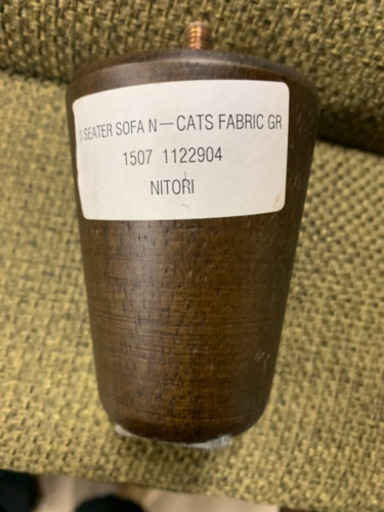 3 SEATER SOFA N－CATS FABRIC GR
1507 1122904
NITORI